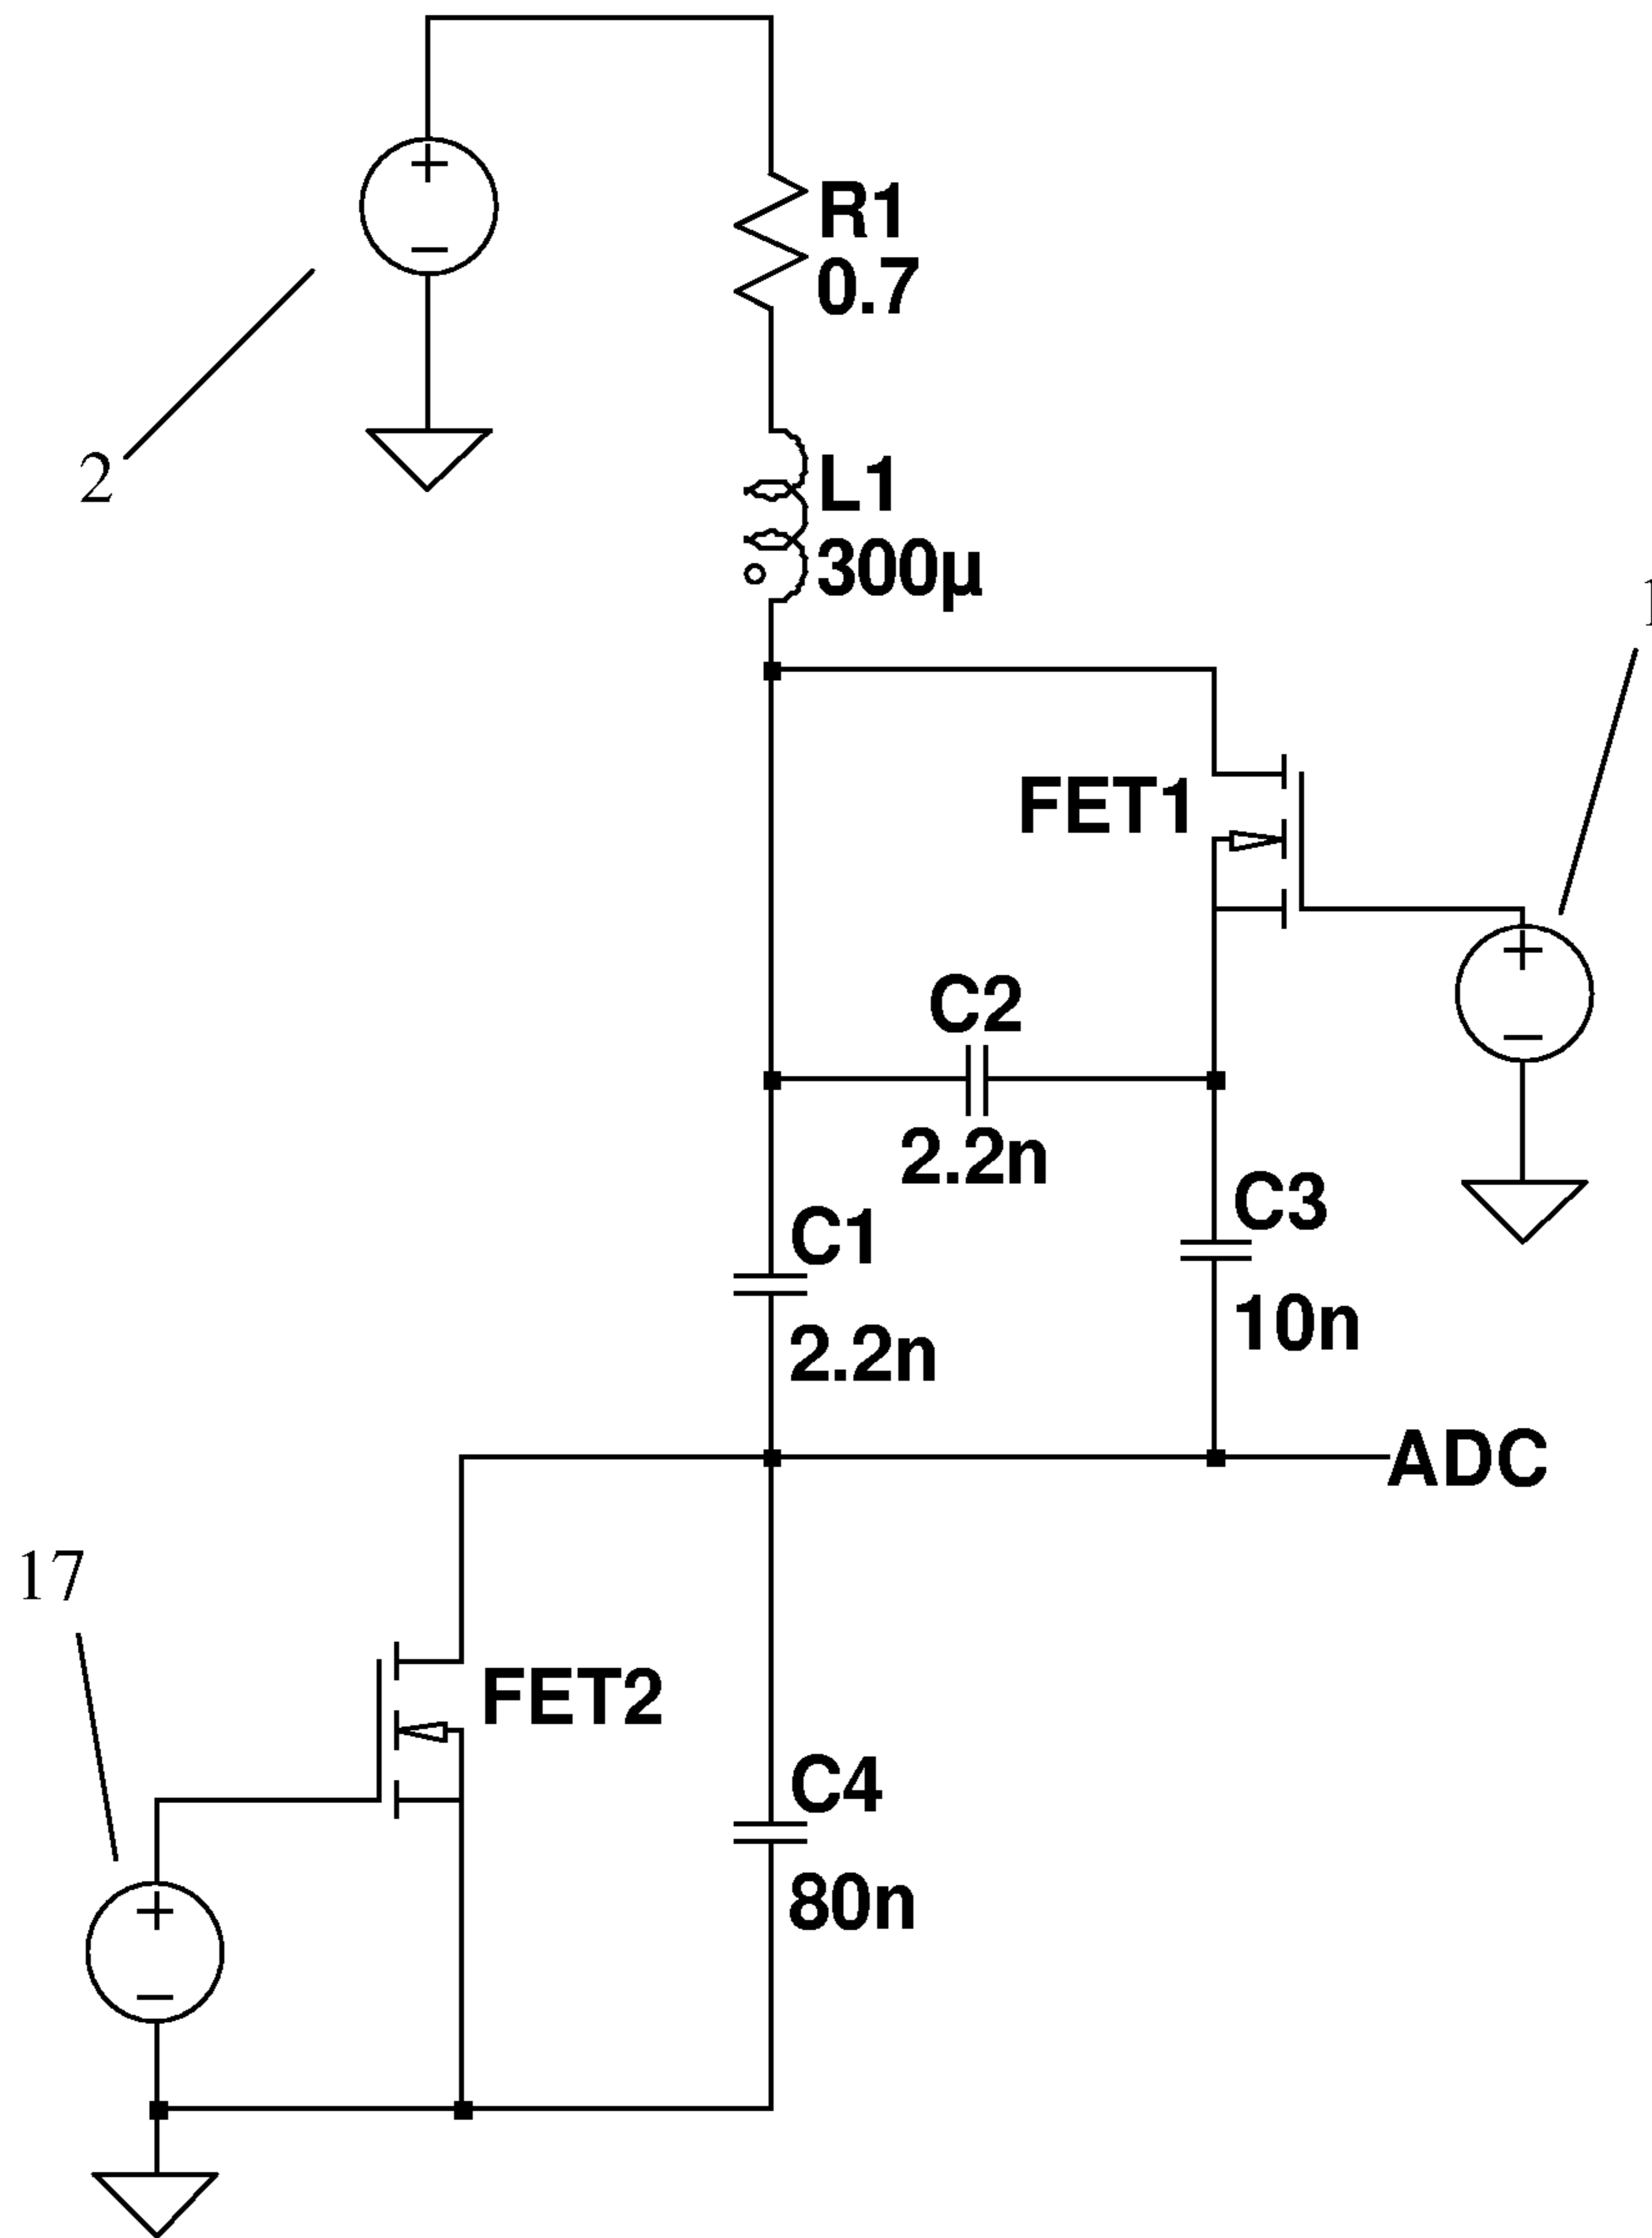 R1
0.7
2
L1
300µ
FET1
C2
2.2n
C3
10n
C1
2.2n
ADC
17
FET2
C4
80n